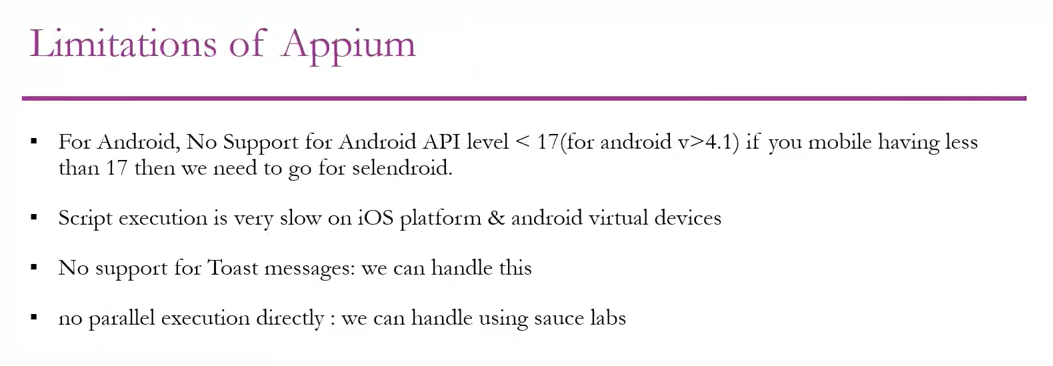 Limitations of Appium
▪ For Android, No Support for Android API level < 17(for android v>4.1) if you mobile having less
than 17 then we need to go for selendroid.
▪ Script execution is very slow on iOS platform & android virtual devices
▪ No support for Toast messages: we can handle this
▪ no parallel execution directly : we can handle using sauce labs